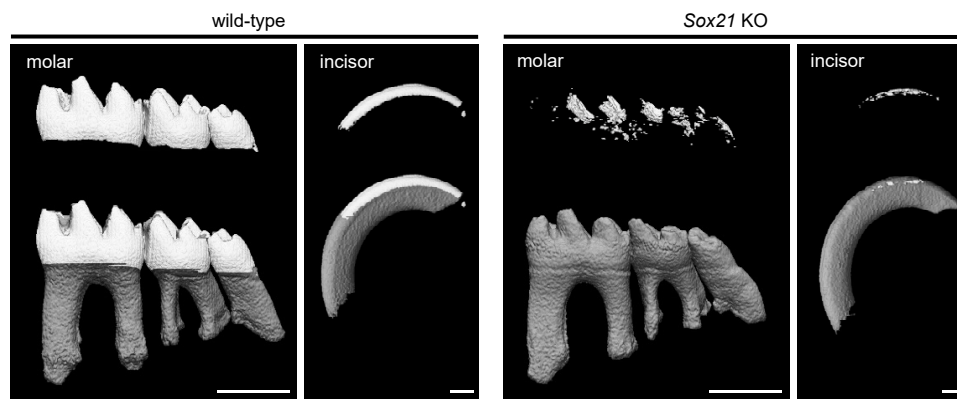 wild-type
Sox21 KO
molar
incisor
molar
incisor